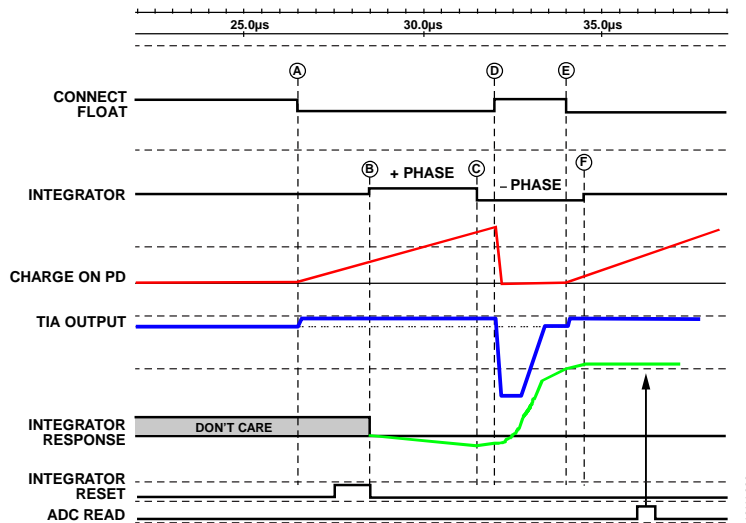 25.0µs 30.0µs 35.0µs
A D E
CONNECT
FLOAT
B + PHASE C – PHASE F
INTEGRATOR
CHARGE ON PD
TIA OUTPUT
INTEGRATOR
RESPONSE
DON'T CARE
INTEGRATOR
RESET
ADC READ